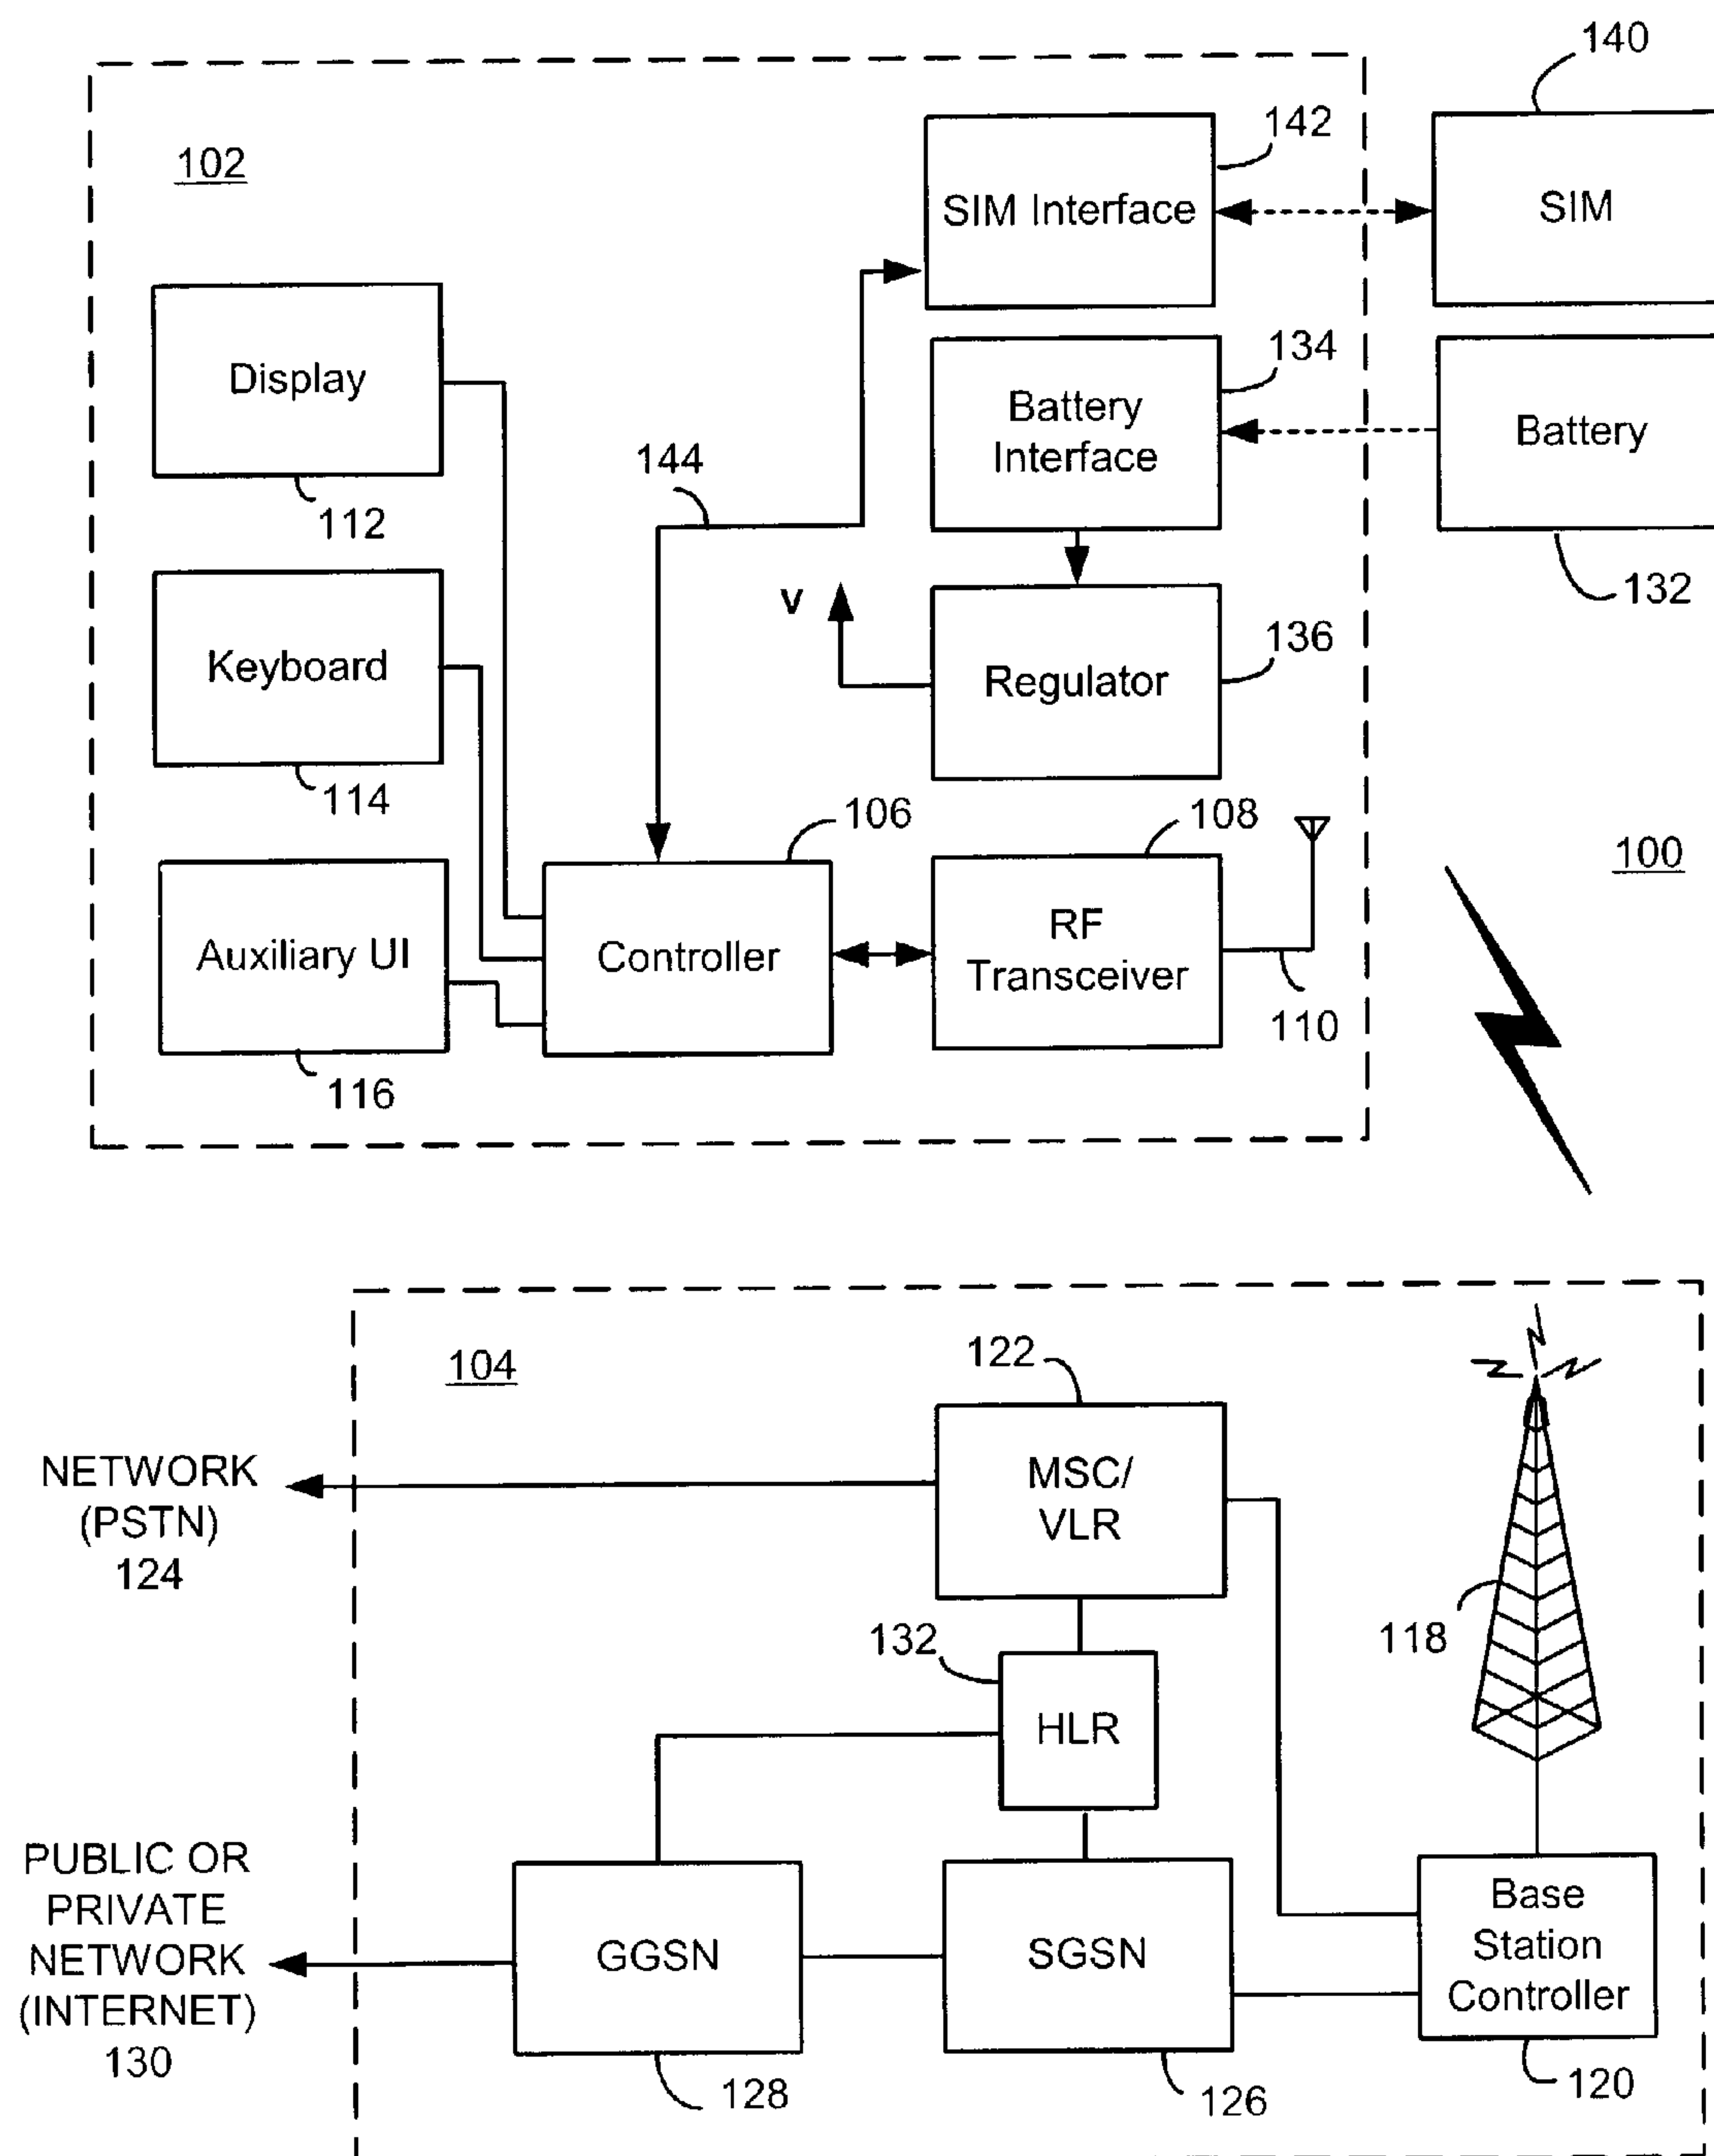 140
142
102
SIM Interface
SIM
134
Display
Battery
Interface
Battery
144
112
132
V
136
Keyboard
Regulator
114
106
108
100
Auxiliary UI
Controller
RF
Transceiver
110
116
104
122
NETWORK
(PSTN)
124
MSC/
VLR
118
132
HLR
PUBLIC OR
PRIVATE
NETWORK
(INTERNET)
130
GGSN
SGSN
Base
Station
Controller
128
126
120